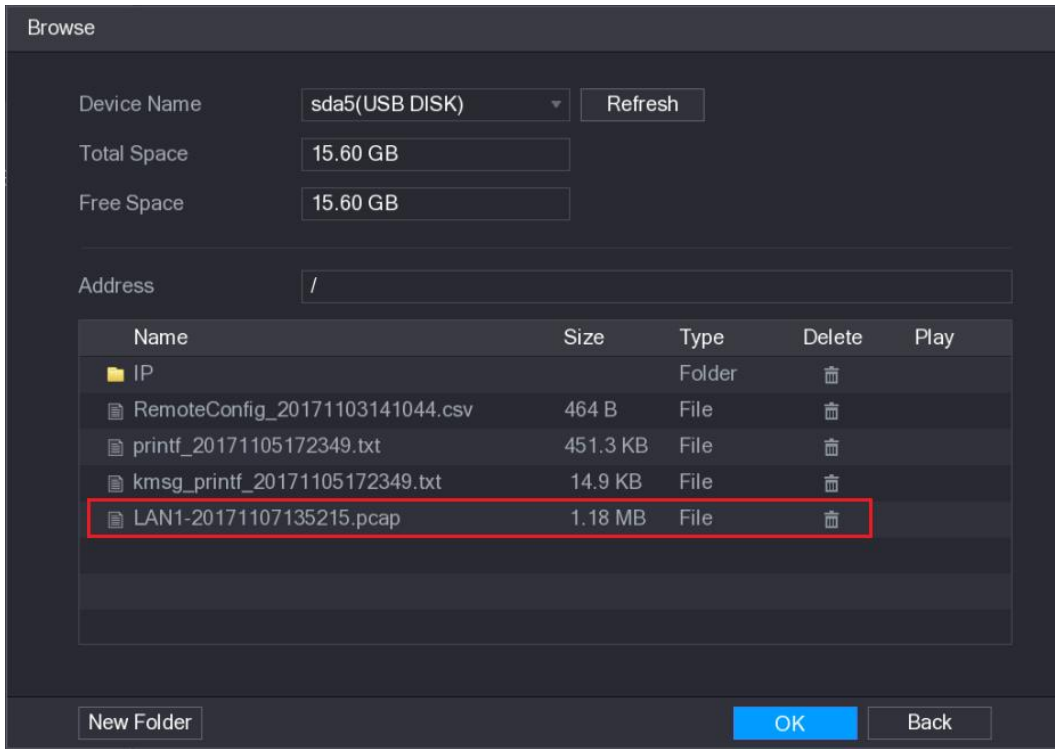 Browse
Device Name sda5(USB DISK) Refresh
Total Space 15.60 GB
Free Space 15.60 GB
Address /
Name Size Type Delete Play
IP Folder
RemoteConfig_20171103141044.csv 464 B File
printf_20171105172349.txt 451.3 KB File
kmsg_printf_20171105172349.txt 14.9 KB File
LAN1-20171107135215.pcap 1.18 MB File
New Folder OK Back